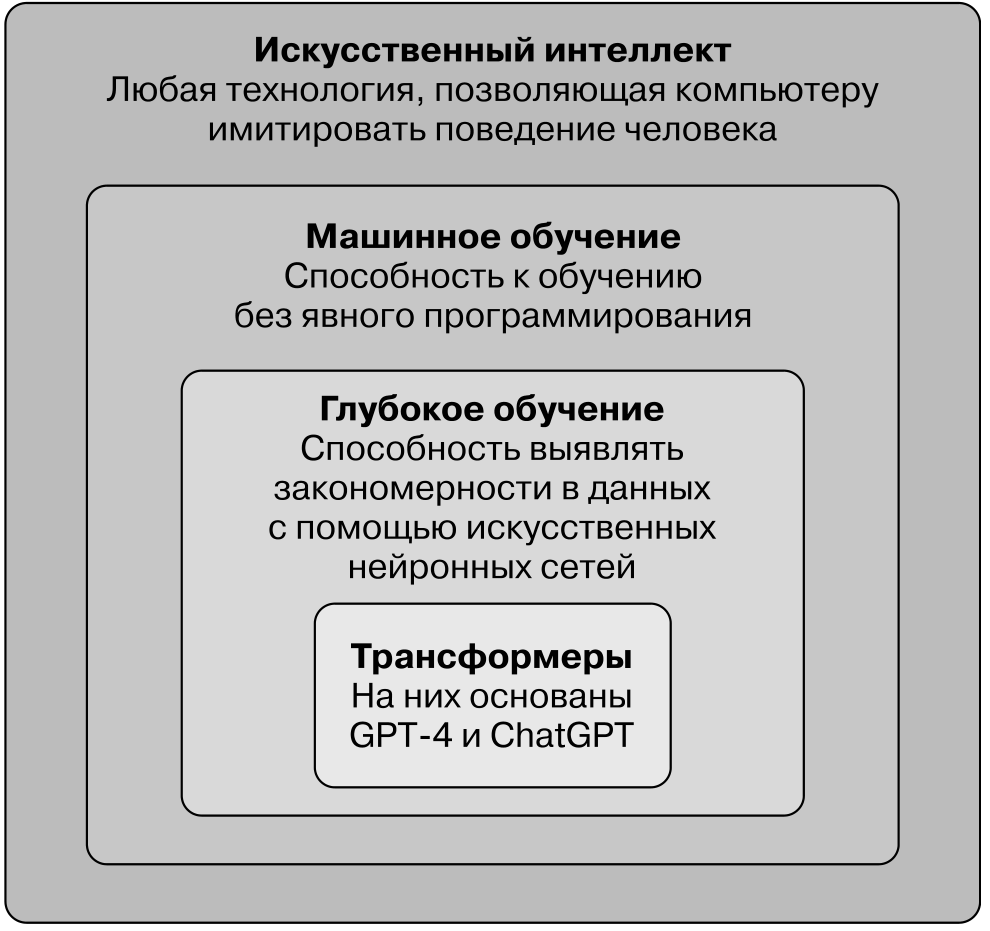 Искусственный интеллект
Любая технология, позволяющая компьютеру
имитировать поведение человека
Машинное обучение
Способность к обучению
без явного программирования
Глубокое обучение
Способность выявлять
закономерности в данных
с помощью искусственных
нейронных сетей
Трансформеры
На них основаны
GPT-4 и ChatGPT